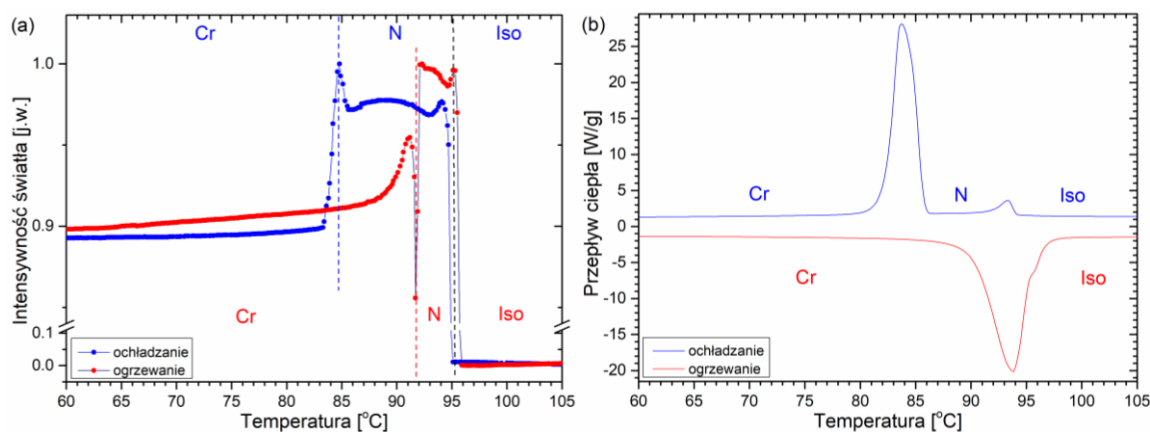 (a)
Cr N Iso
1.0
0.9
0.1
0.0
Intensywność światła [j.w.]
Cr N Iso
ochładzanie
ogrzewanie
60 65 70 75 80 85 90 95 100 105
Temperatura [°C]
(b)
25
20
15
10
5
0
-5
-10
-15
-20
Przepływ ciepła [W/g]
Cr N Iso
Cr Iso
ochładzanie
ogrzewanie
60 65 70 75 80 85 90 95 100 105
Temperatura [°C]